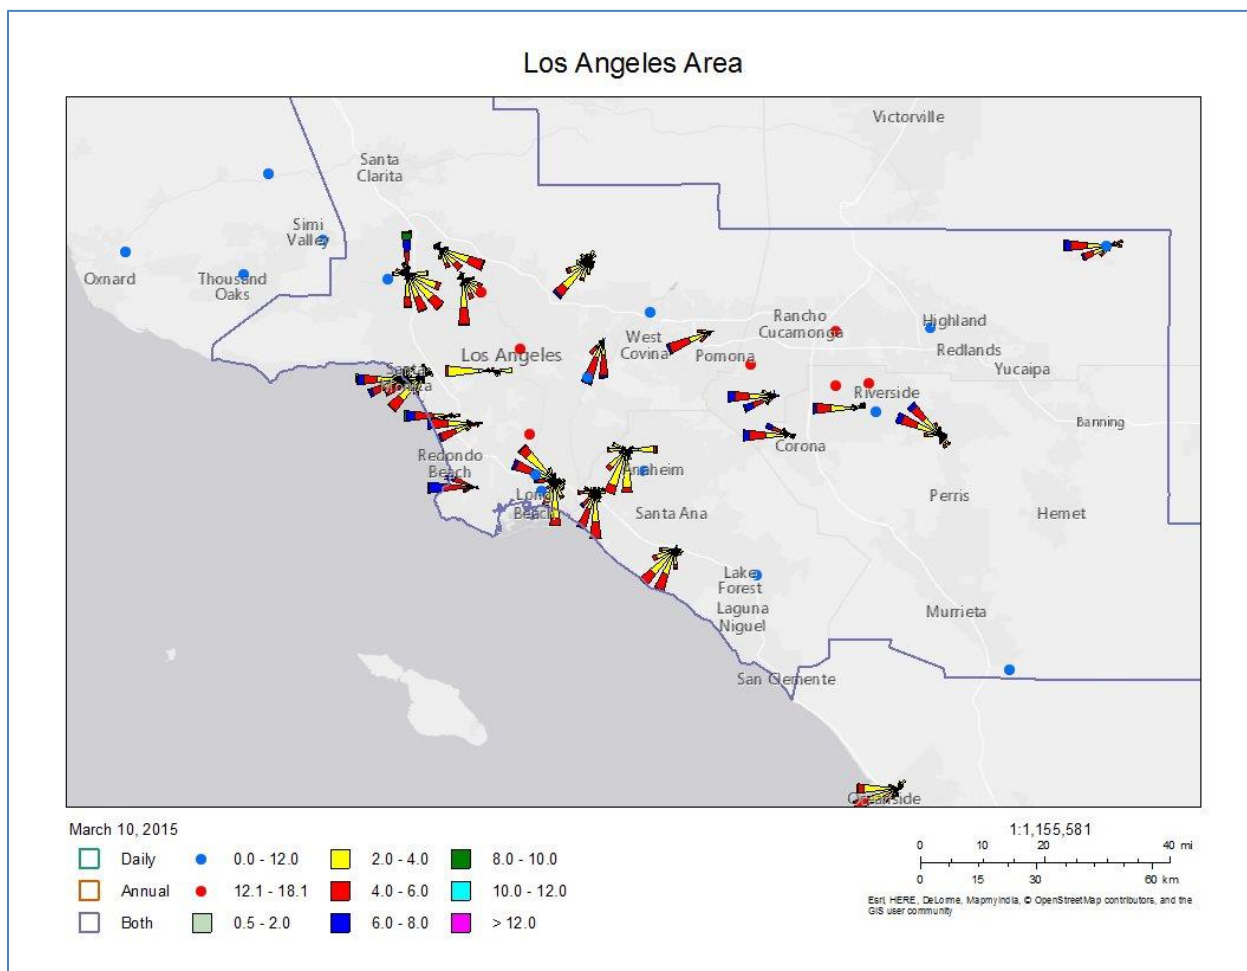 Los Angeles Area
Victorville
Santa
Clarita
Simi
Valley
Oxnard
Thousand
Oaks
Rancho
Cucamonga
Highland
West
Covina
Pomona
Redlands
Yucaipa
Los Angeles
Santa
Monica
Riverside
Banning
Corona
Redondo
Beach
Anaheim
Perris
Long
Beach
Santa Ana
Hemet
Lake
Forest
Laguna
Niguel
Murrieta
San Clemente
Oceanside
March 10, 2015
Daily
Annual
Both
0.0 - 12.0
12.1 - 18.1
0.5 - 2.0
2.0 - 4.0
4.0 - 6.0
6.0 - 8.0
8.0 - 10.0
10.0 - 12.0
> 12.0
1:1,155,581
0 10 20 40 mi
0 15 30 60 km
Esri, HERE, DeLorme, MapmyIndia, © OpenStreetMap contributors, and the
GIS user community